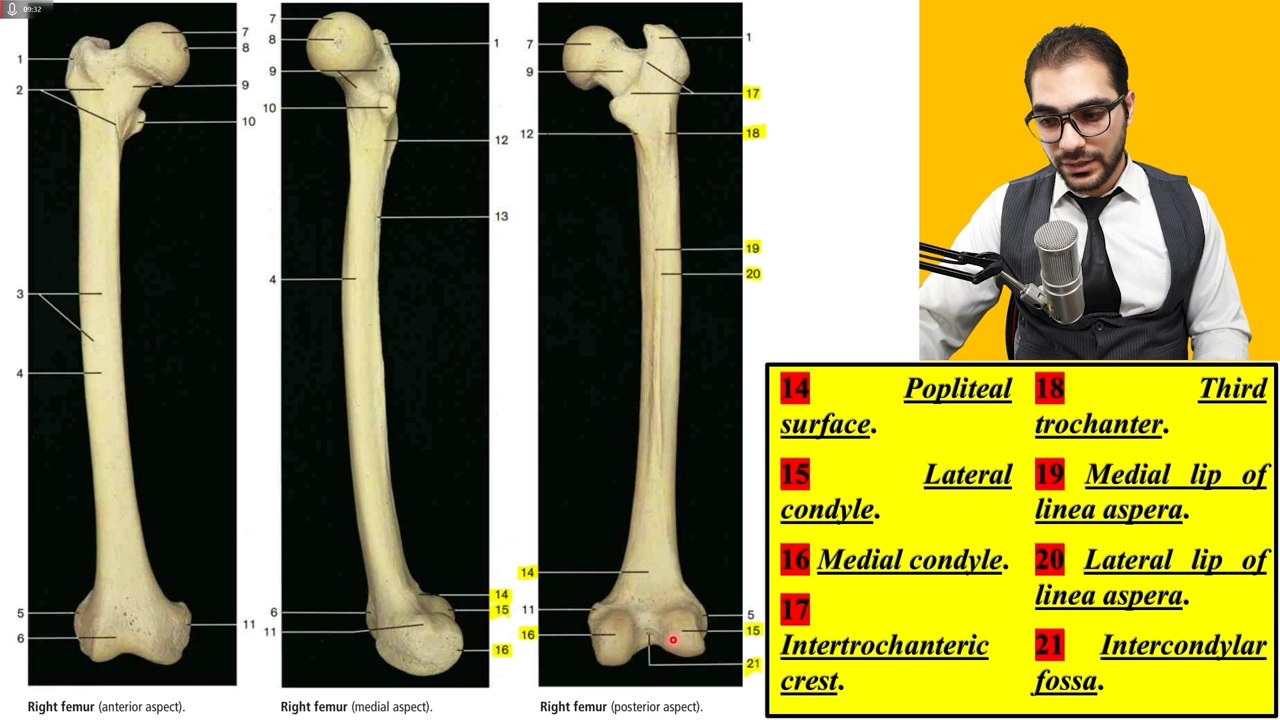 09:32
7
8
1
2
9
10
3
4
5
6
11
Right femur (anterior aspect).
7
8
1
9
10
12
13
4
14
6
15
11
16
Right femur (medial aspect).
7
1
9
17
12
18
19
20
14
11
5
16
15
21
Right femur (posterior aspect).
14 Popliteal
surface.
15 Lateral
condyle.
16 Medial condyle.
17
Intertrochanteric
crest.
18 Third
trochanter.
19 Medial lip of
linea aspera.
20 Lateral lip of
linea aspera.
21 Intercondylar
fossa.